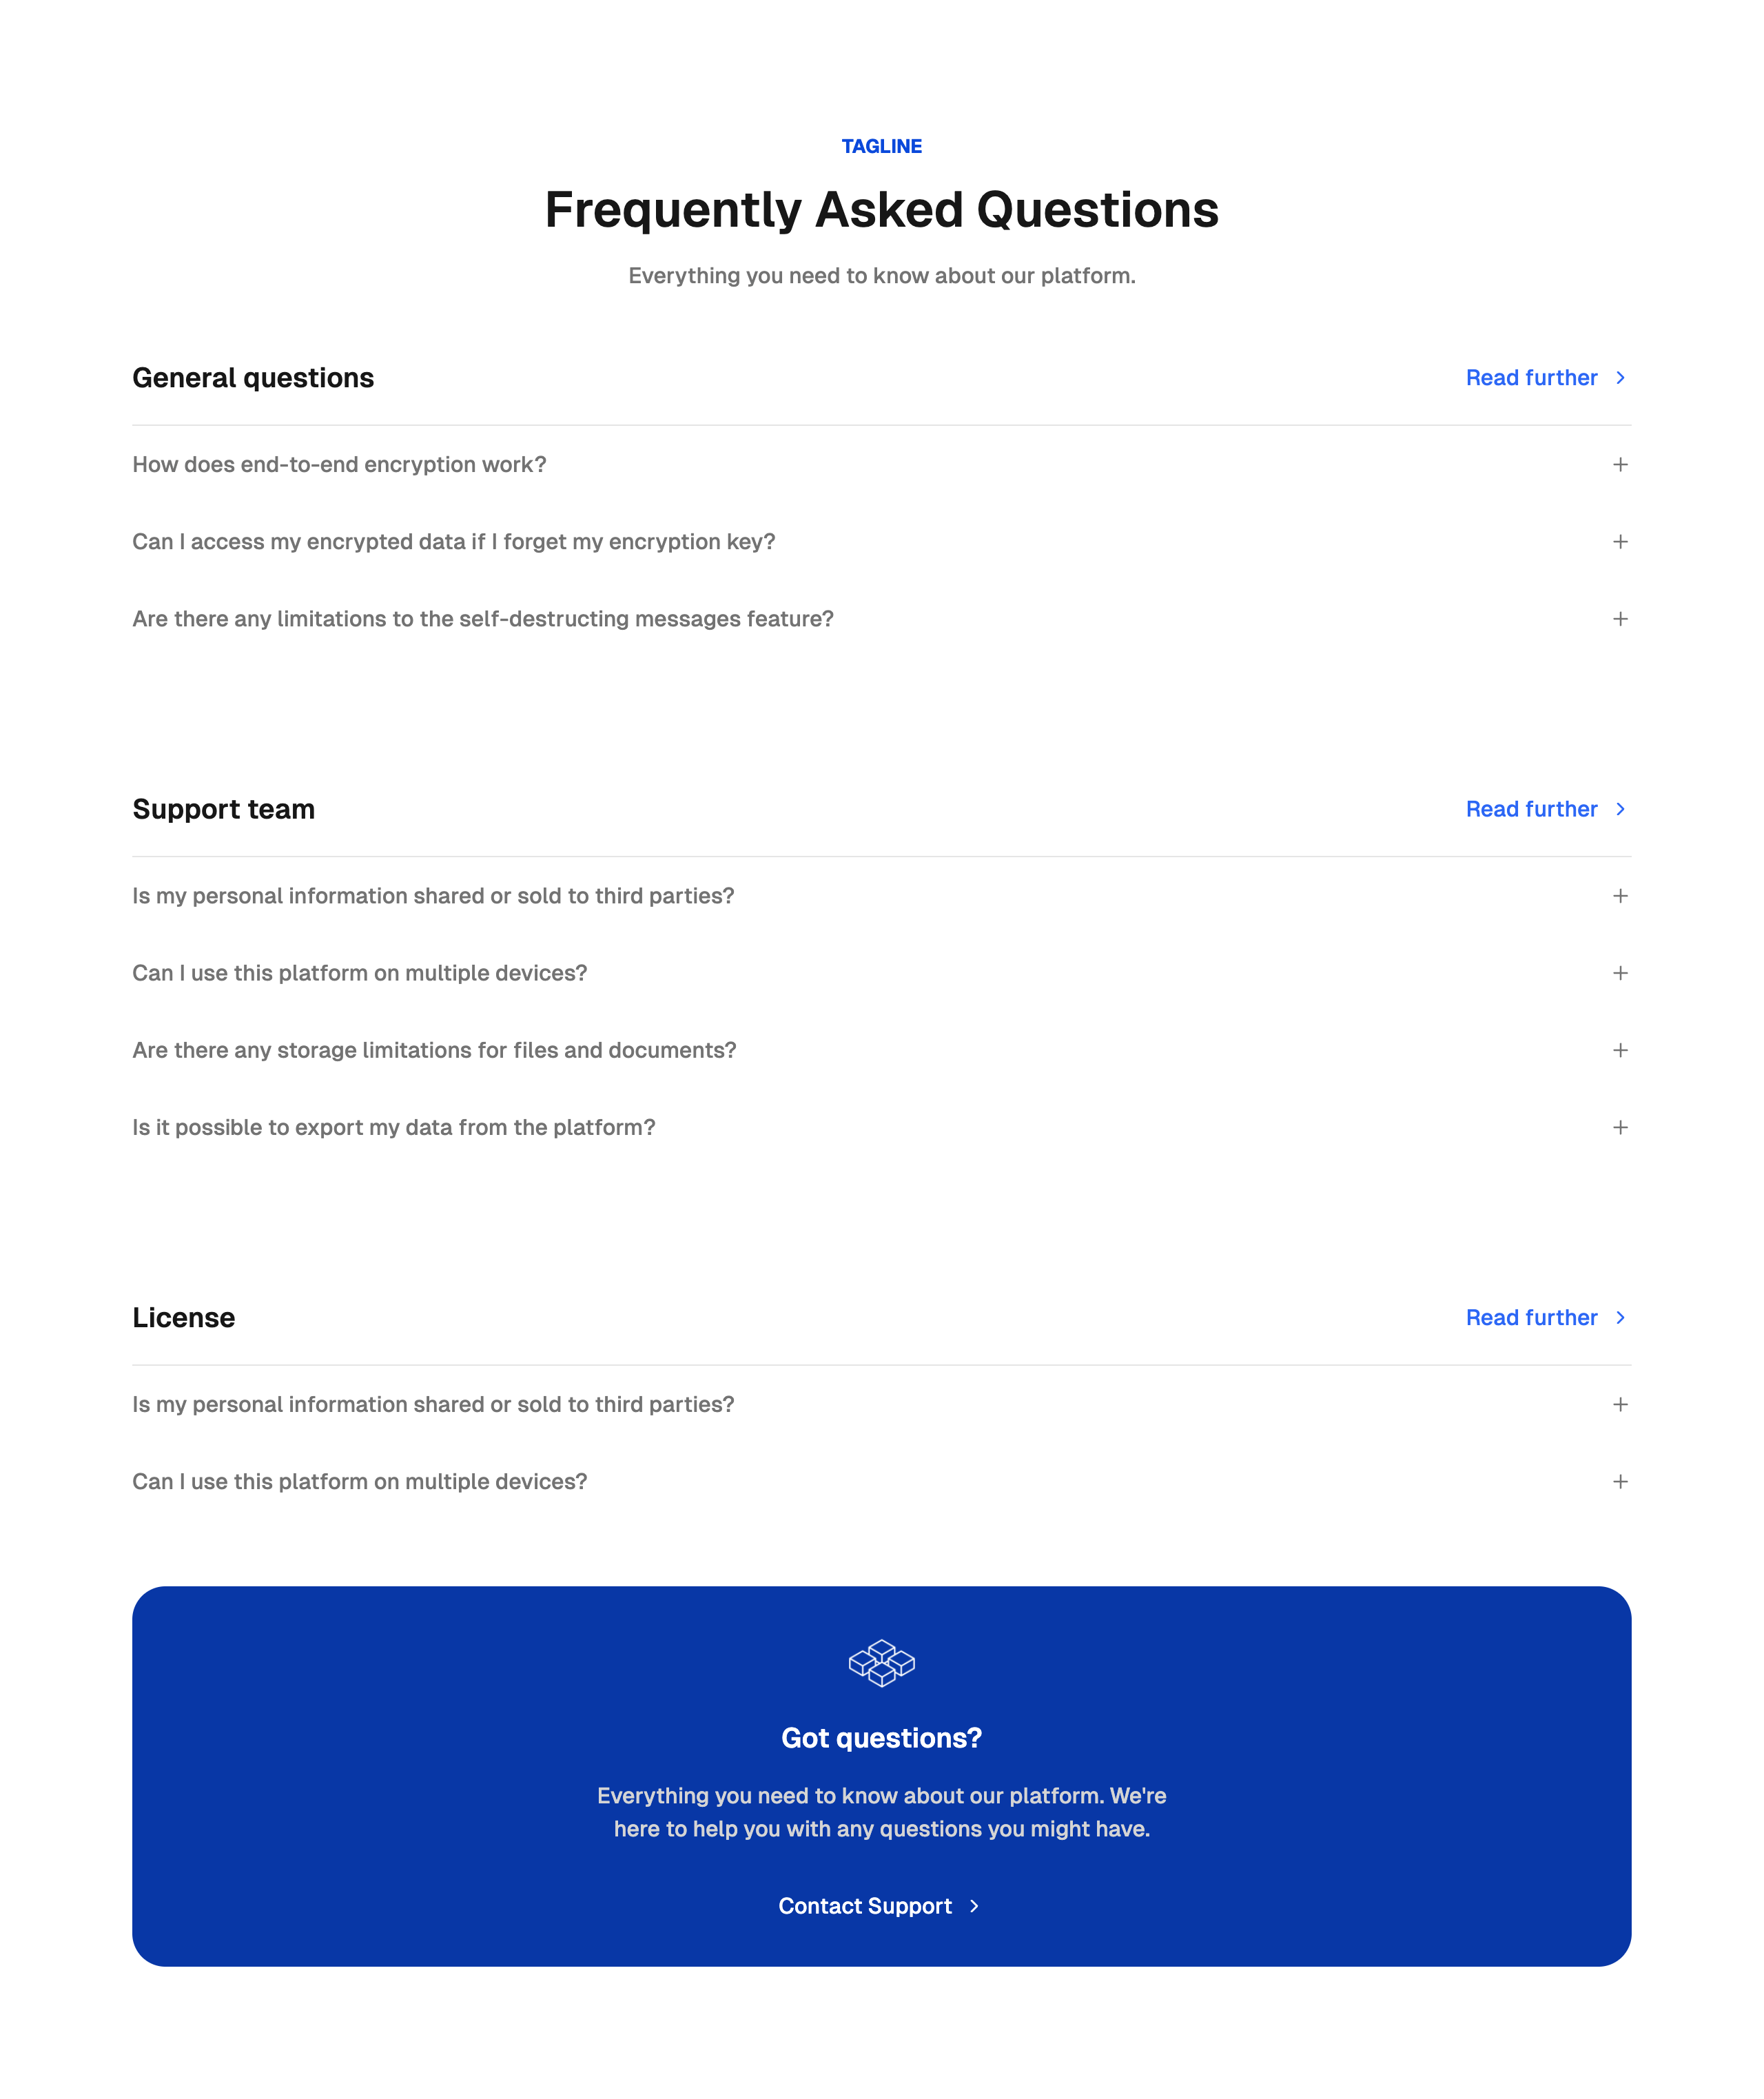 TAGLINE
Frequently Asked Questions
Everything you need to know about our platform.
General questions
Read further
How does end-to-end encryption work?
Can I access my encrypted data if I forget my encryption key?
Are there any limitations to the self-destructing messages feature?
Support team
Read further
Is my personal information shared or sold to third parties?
Can I use this platform on multiple devices?
Are there any storage limitations for files and documents?
Is it possible to export my data from the platform?
License
Read further
Is my personal information shared or sold to third parties?
Can I use this platform on multiple devices?
Got questions?
Everything you need to know about our platform. We're
here to help you with any questions you might have.
Contact Support